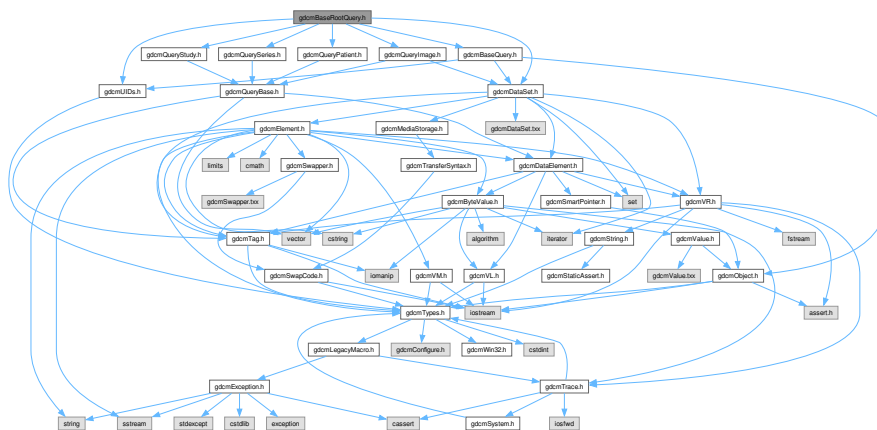 gdcmBaseRootQuery.h
gdcmQueryStudy.h
gdcmQuerySeries.h
gdcmQueryPatient.h
gdcmQueryImage.h
gdcmBaseQuery.h
gdcmUIDs.h
gdcmQueryBase.h
gdcmDataSet.h
gdcmElement.h
gdcmMediaStorage.h
gdcmDataSet.txx
limits
cmath
gdcmSwapper.h
gdcmTransferSyntax.h
gdcmDataElement.h
gdcmSwapper.txx
gdcmByteValue.h
gdcmSmartPointer.h
set
gdcmVR.h
gdcmTag.h
vector
cstring
algorithm
iterator
gdcmString.h
gdcmValue.h
fstream
gdcmSwapCode.h
iomanip
gdcmVM.h
gdcmVL.h
gdcmStaticAssert.h
gdcmValue.txx
gdcmObject.h
gdcmTypes.h
iostream
assert.h
gdcmLegacyMacro.h
gdcmConfigure.h
gdcmWin32.h
cstdint
gdcmException.h
gdcmTrace.h
string
sstream
stdexcept
cstdlib
exception
cassert
gdcmSystem.h
iosfwd